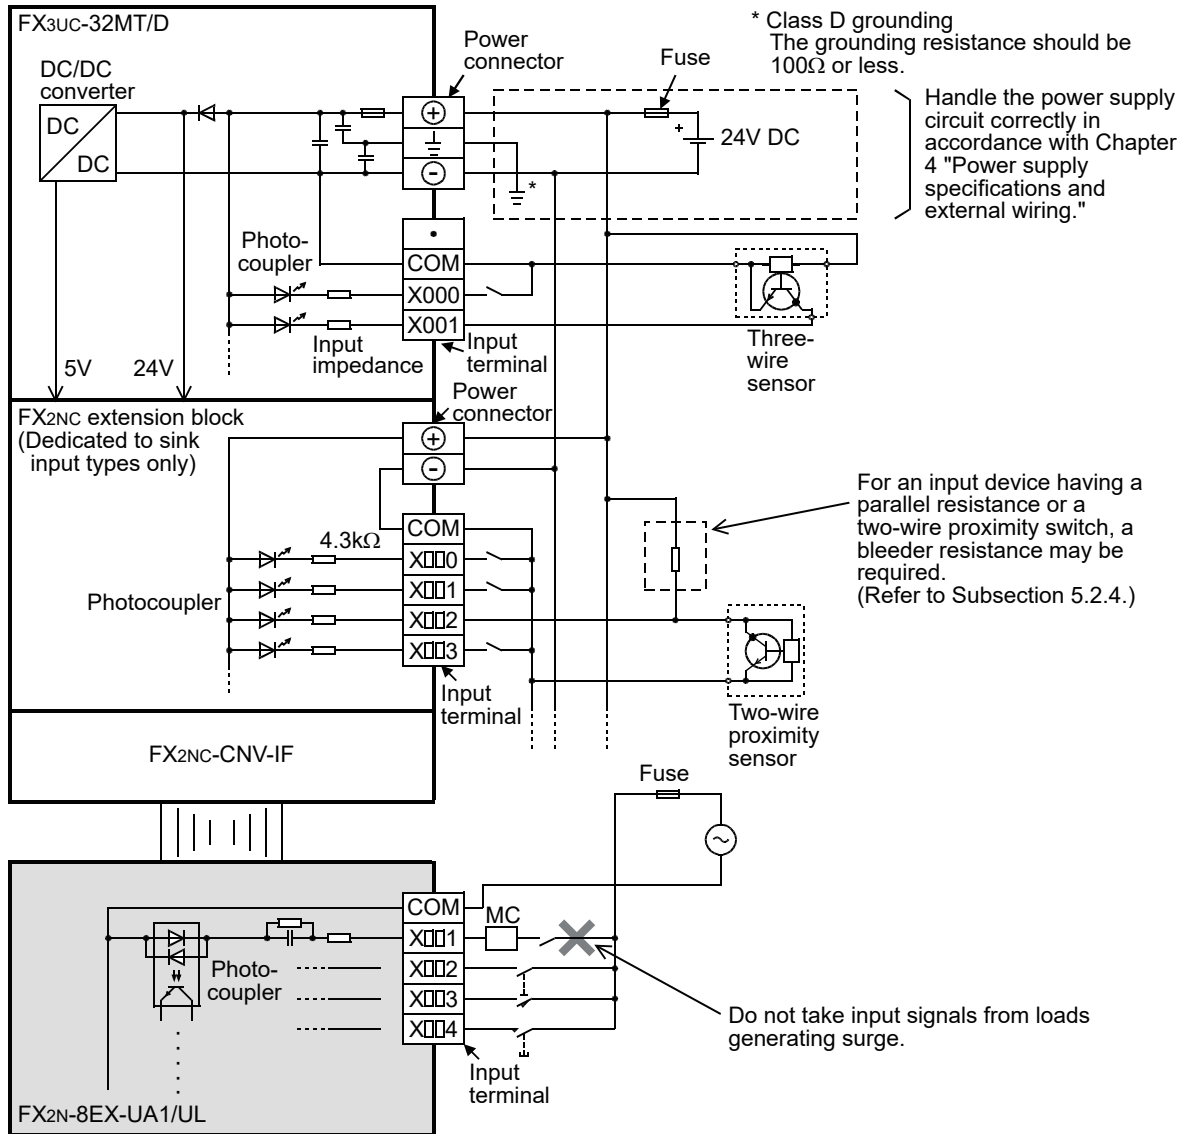 FX3UC-32MT/D
DC/DC
converter
DC
DC
5V
24V
Photo-
coupler
Input
impedance
Power
connector
+
-
•
COM
X000
X001
Input
terminal
Fuse
+
24V DC
*
* Class D grounding
The grounding resistance should be
100Ω or less.
Handle the power supply
circuit correctly in
accordance with Chapter
4 "Power supply
specifications and
external wiring."
Three-
wire
sensor
FX2NC extension block
(Dedicated to sink
input types only)
Power
connector
+
-
COM
4.3kΩ
X□□0
X□□1
X□□2
X□□3
Photocoupler
Input
terminal
For an input device having a
parallel resistance or a
two-wire proximity switch, a
bleeder resistance may be
required.
(Refer to Subsection 5.2.4.)
Two-wire
proximity
sensor
FX2NC-CNV-IF
Fuse
~
COM
MC
X□□1
X□□2
X□□3
X□□4
Photo-
coupler
Input
terminal
Do not take input signals from loads
generating surge.
FX2N-8EX-UA1/UL